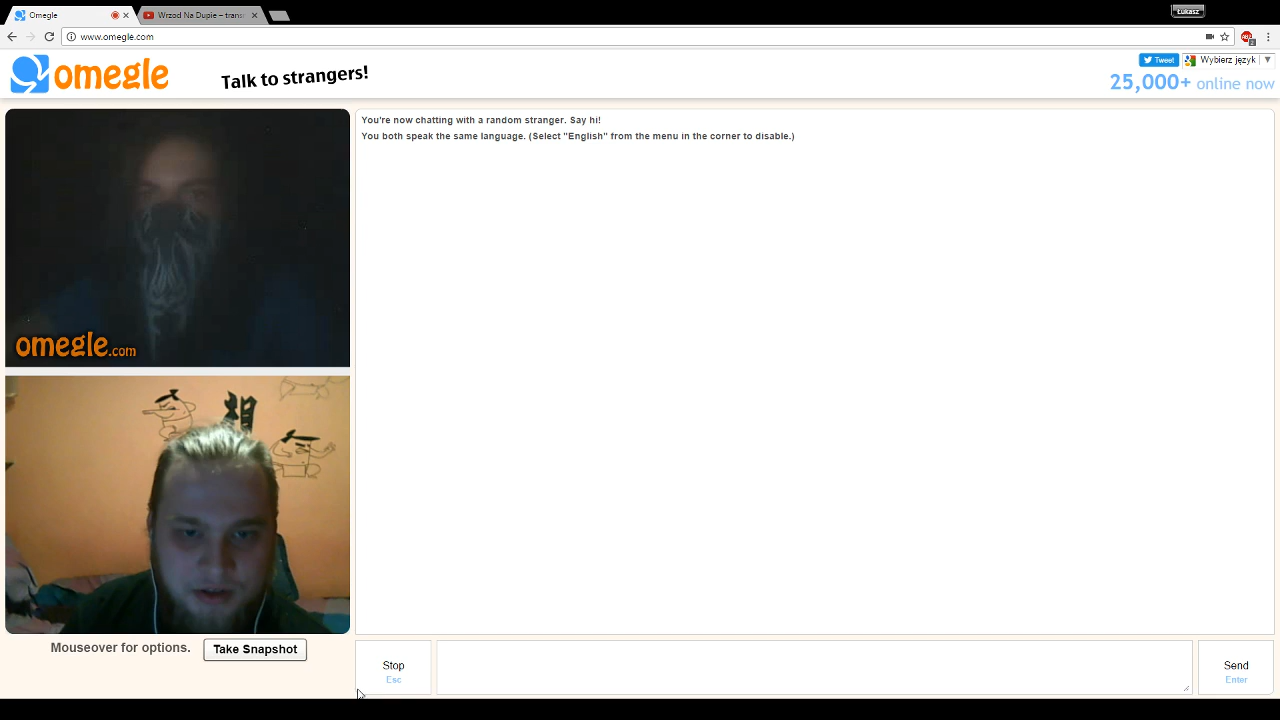 Omegle
Wrzod Na Dupie – trans
Łukasz
www.omegle.com
omegle
Talk to strangers!
Tweet
Wybierz język
25,000+ online now
You're now chatting with a random stranger. Say hi!
You both speak the same language. (Select "English" from the menu in the corner to disable.)
omegle.com
Mouseover for options.
Take Snapshot
Stop
Esc
Send
Enter